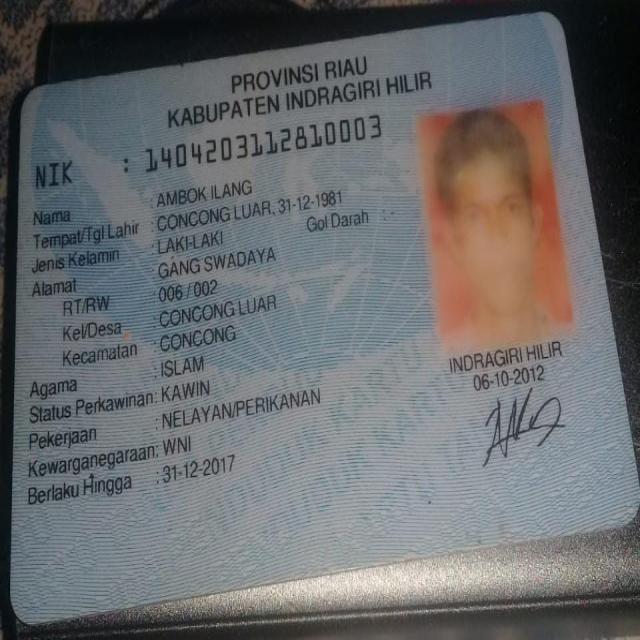 PROVINSI RIAU
KABUPATEN INDRAGIRI HILIR
NIK : 1404203112810003
Nama : AMBOK ILANG
Tempat/Tgl Lahir : CONCONG LUAR, 31-12-1981
Jenis Kelamin : LAKI-LAKI Gol Darah :
Alamat : GANG SWADAYA
RT/RW : 006 / 002
Kel/Desa : CONCONG LUAR
Kecamatan : CONCONG
Agama : ISLAM
Status Perkawinan: KAWIN
Pekerjaan : NELAYAN/PERIKANAN
Kewarganegaraan: WNI
Berlaku Hingga : 31-12-2017
INDRAGIRI HILIR
06-10-2012